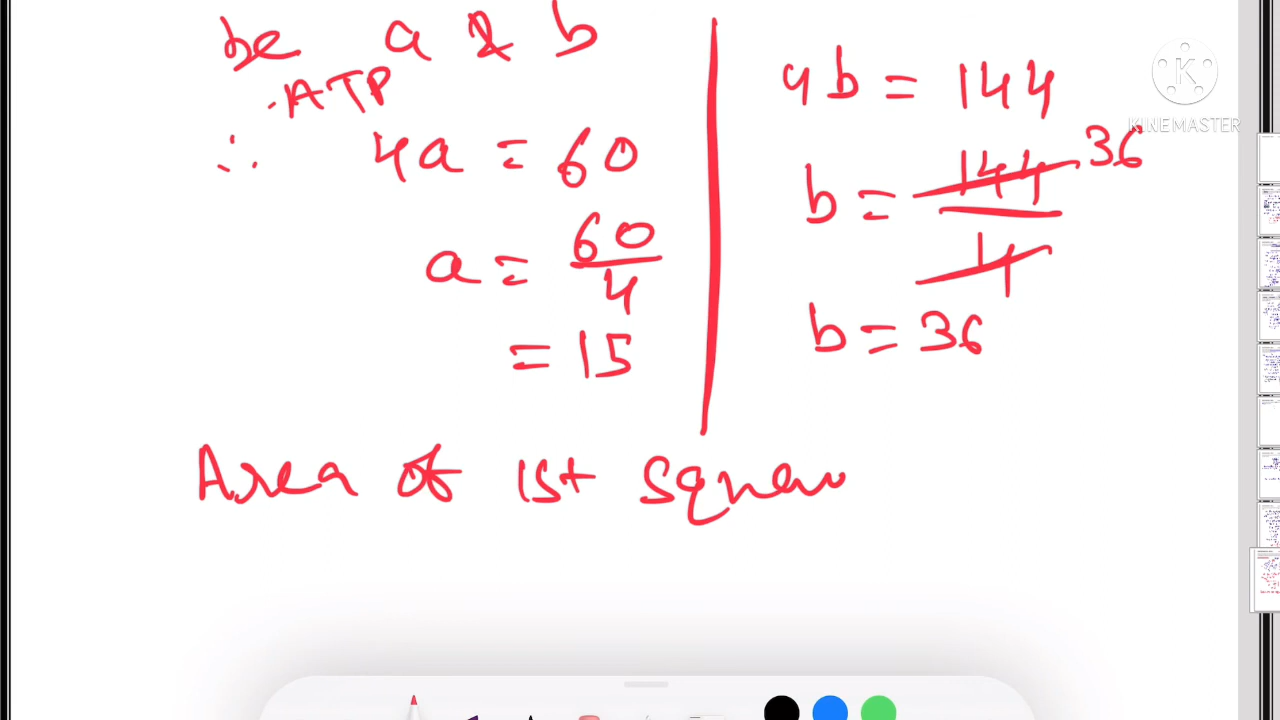 be a & b
∴ ATP
∴ 4a = 60
a = 60/4
= 15
4b = 144
b = 144/4 36
b = 36
Area of 1st Square
KINEMASTER